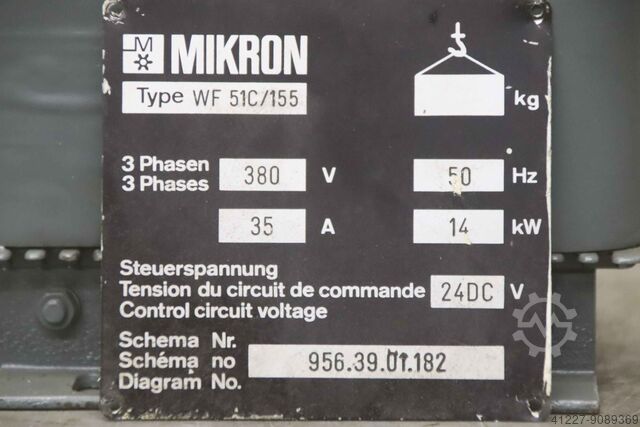 M MIKRON
Type WF 51C/155
kg
3 Phasen
3 Phases 380 V 50 Hz
35 A 14 kW
Steuerspannung
Tension du circuit de commande 24DC V
Control circuit voltage
Schema Nr.
Schéma no 956.39.01.182
Diagram No.
41227-9089369